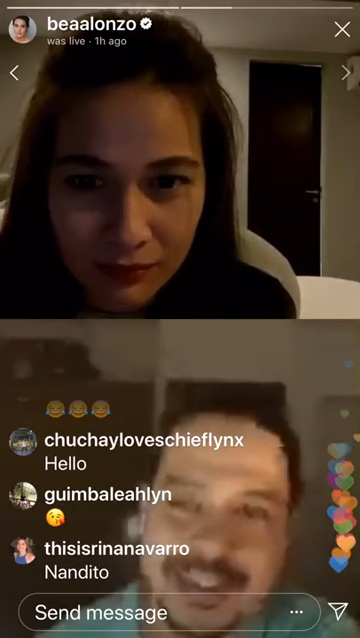 beaalonzo
was live · 1h ago
chuchayloveschieflynx
Hello
guimbaleahlyn
thisisrinanavarro
Nandito
Send message